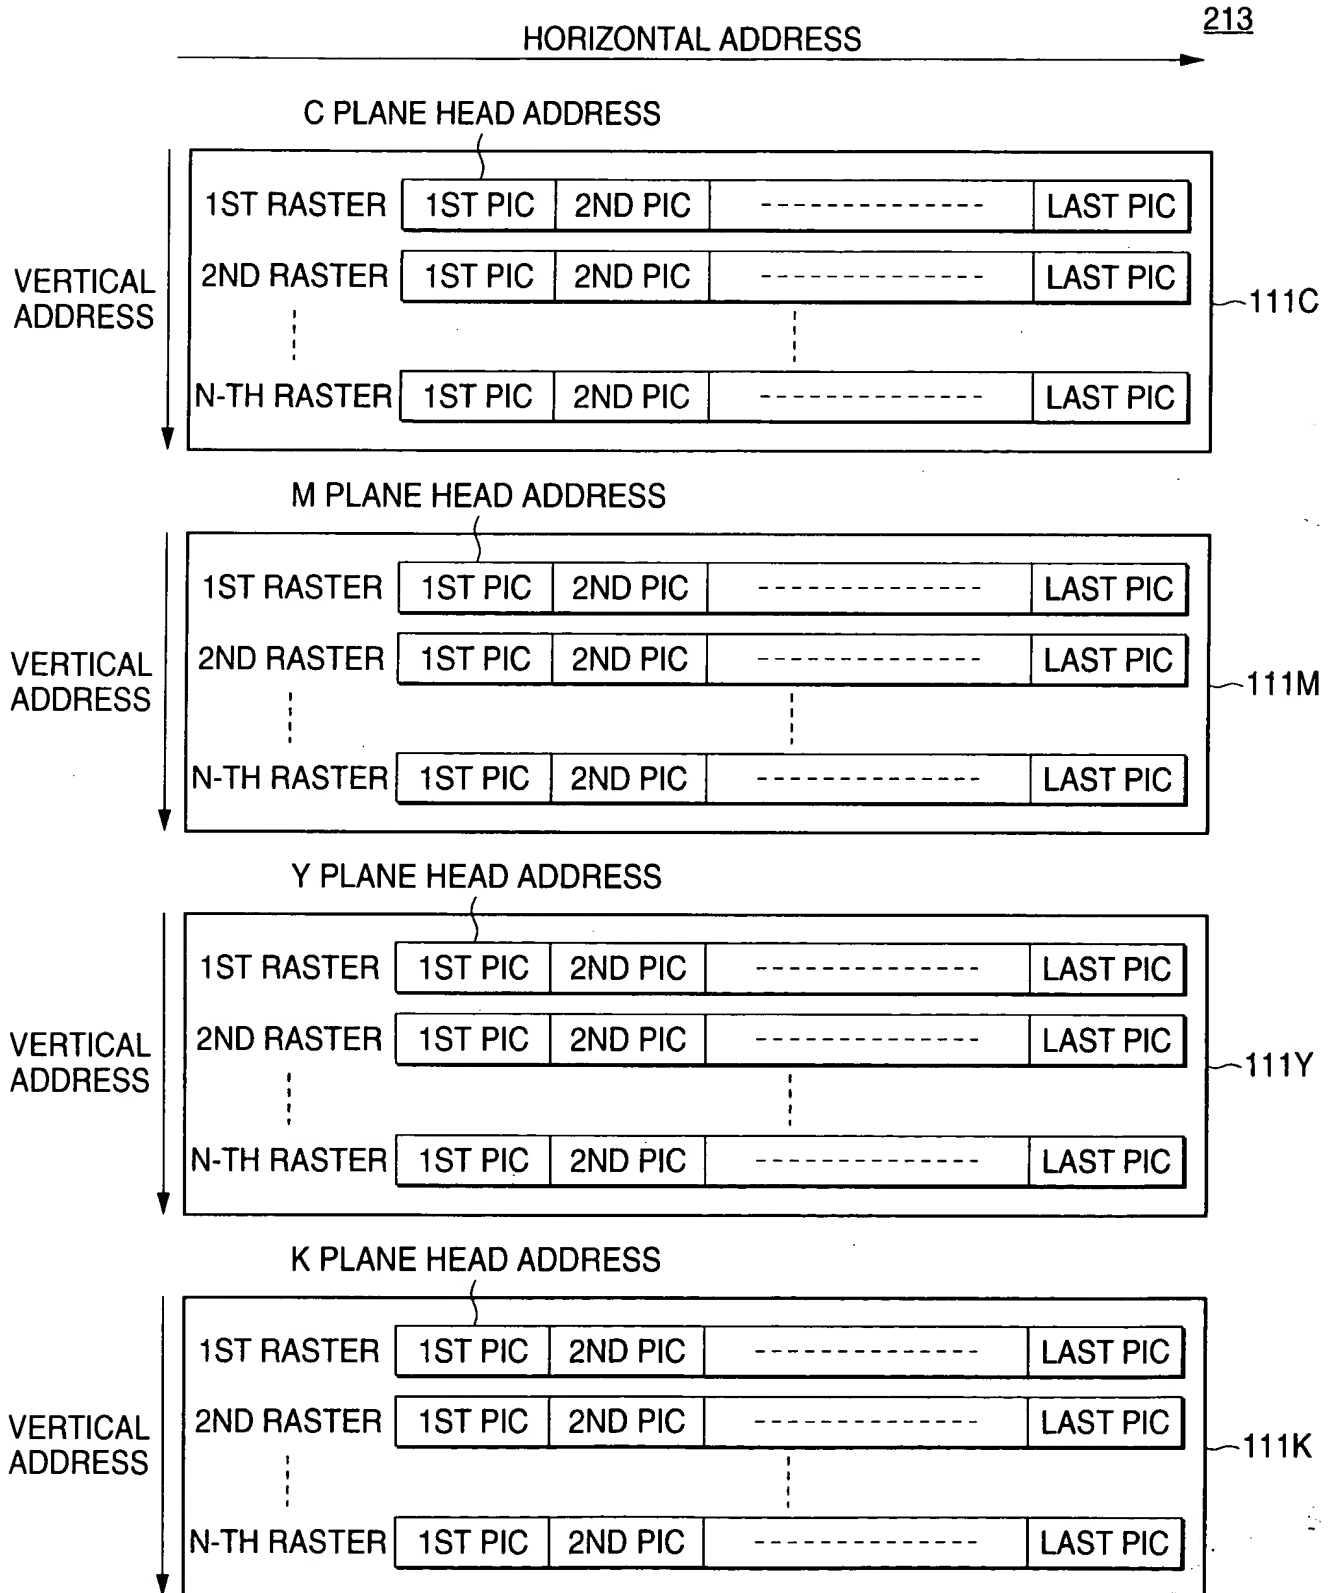 213
HORIZONTAL ADDRESS
C PLANE HEAD ADDRESS
1ST RASTER 1ST PIC 2ND PIC LAST PIC
2ND RASTER 1ST PIC 2ND PIC LAST PIC
VERTICAL
ADDRESS
111C
N-TH RASTER 1ST PIC 2ND PIC LAST PIC
M PLANE HEAD ADDRESS
1ST RASTER 1ST PIC 2ND PIC LAST PIC
2ND RASTER 1ST PIC 2ND PIC LAST PIC
VERTICAL
ADDRESS
111M
N-TH RASTER 1ST PIC 2ND PIC LAST PIC
Y PLANE HEAD ADDRESS
1ST RASTER 1ST PIC 2ND PIC LAST PIC
2ND RASTER 1ST PIC 2ND PIC LAST PIC
VERTICAL
ADDRESS
111Y
N-TH RASTER 1ST PIC 2ND PIC LAST PIC
K PLANE HEAD ADDRESS
1ST RASTER 1ST PIC 2ND PIC LAST PIC
2ND RASTER 1ST PIC 2ND PIC LAST PIC
VERTICAL
ADDRESS
111K
N-TH RASTER 1ST PIC 2ND PIC LAST PIC